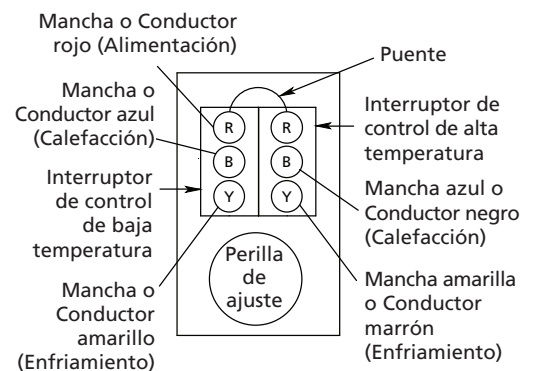 Mancha o Conductor
rojo (Alimentación)
Puente
Mancha o
Conductor azul
(Calefacción)
Interruptor de
control de alta
temperatura
R
R
B
B
Y
Y
Interruptor
de control
de baja
temperatura
Mancha azul o
Conductor negro
(Calefacción)
Perilla
de
ajuste
Mancha o
Conductor
amarillo
(Enfriamiento)
Mancha amarilla
o Conductor
marrón
(Enfriamiento)